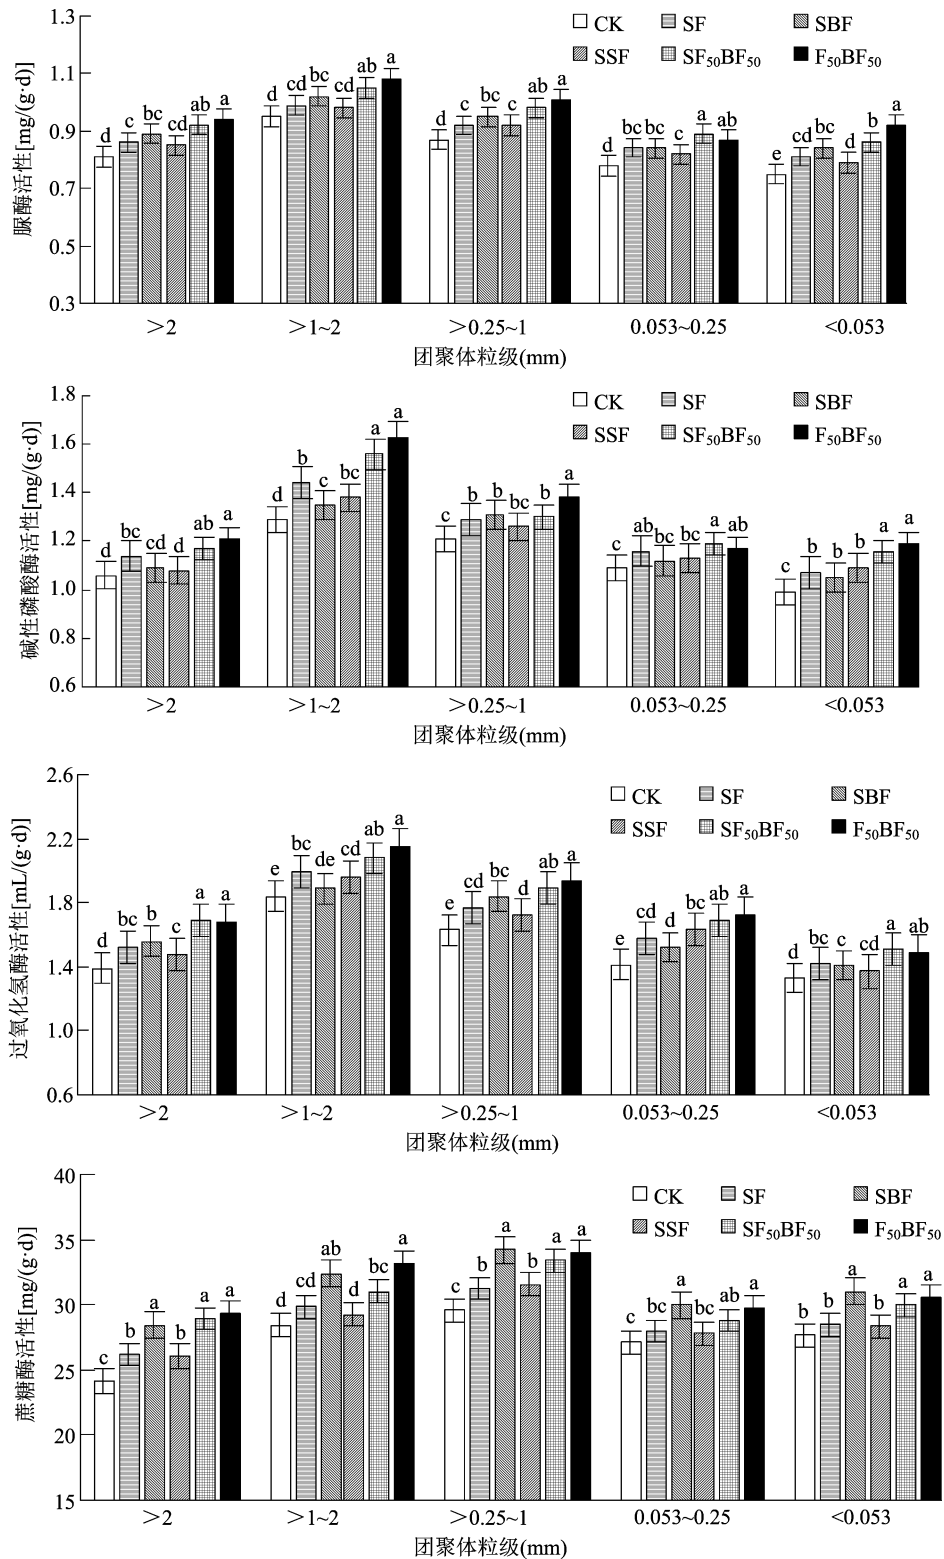 脲酶活性[mg/(g·d)]
1.3
1.1
0.9
0.7
0.5
0.3
CK SF SBF
SSF SF50BF50 F50BF50
d c bc cd ab a
d cd bc cd ab a
d c bc c ab a
d bc bc c a ab
e cd bc d b a
>2 >1~2 >0.25~1 0.053~0.25 <0.053
团聚体粒级(mm)
碱性磷酸酶活性[mg/(g·d)]
1.8
1.6
1.4
1.2
1.0
0.8
0.6
CK SF SBF
SSF SF50BF50 F50BF50
d bc cd d ab a
d b c bc a a
c b b bc b a
c ab bc bc a ab
c b b b a a
>2 >1~2 >0.25~1 0.053~0.25 <0.053
团聚体粒级(mm)
过氧化氢酶活性[mL/(g·d)]
2.6
2.2
1.8
1.4
1.0
0.6
CK SF SBF
SSF SF50BF50 F50BF50
d bc b c a a
e bc de cd ab a
e cd bc d ab a
e cd d bc ab a
d bc c cd a ab
>2 >1~2 >0.25~1 0.053~0.25 <0.053
团聚体粒级(mm)
蔗糖酶活性[mg/(g·d)]
40
35
30
25
20
15
CK SF SBF
SSF SF50BF50 F50BF50
c b a b a a
d cd ab d bc a
c b a b a a
c bc a bc ab a
b b a b a a
>2 >1~2 >0.25~1 0.053~0.25 <0.053
团聚体粒级(mm)